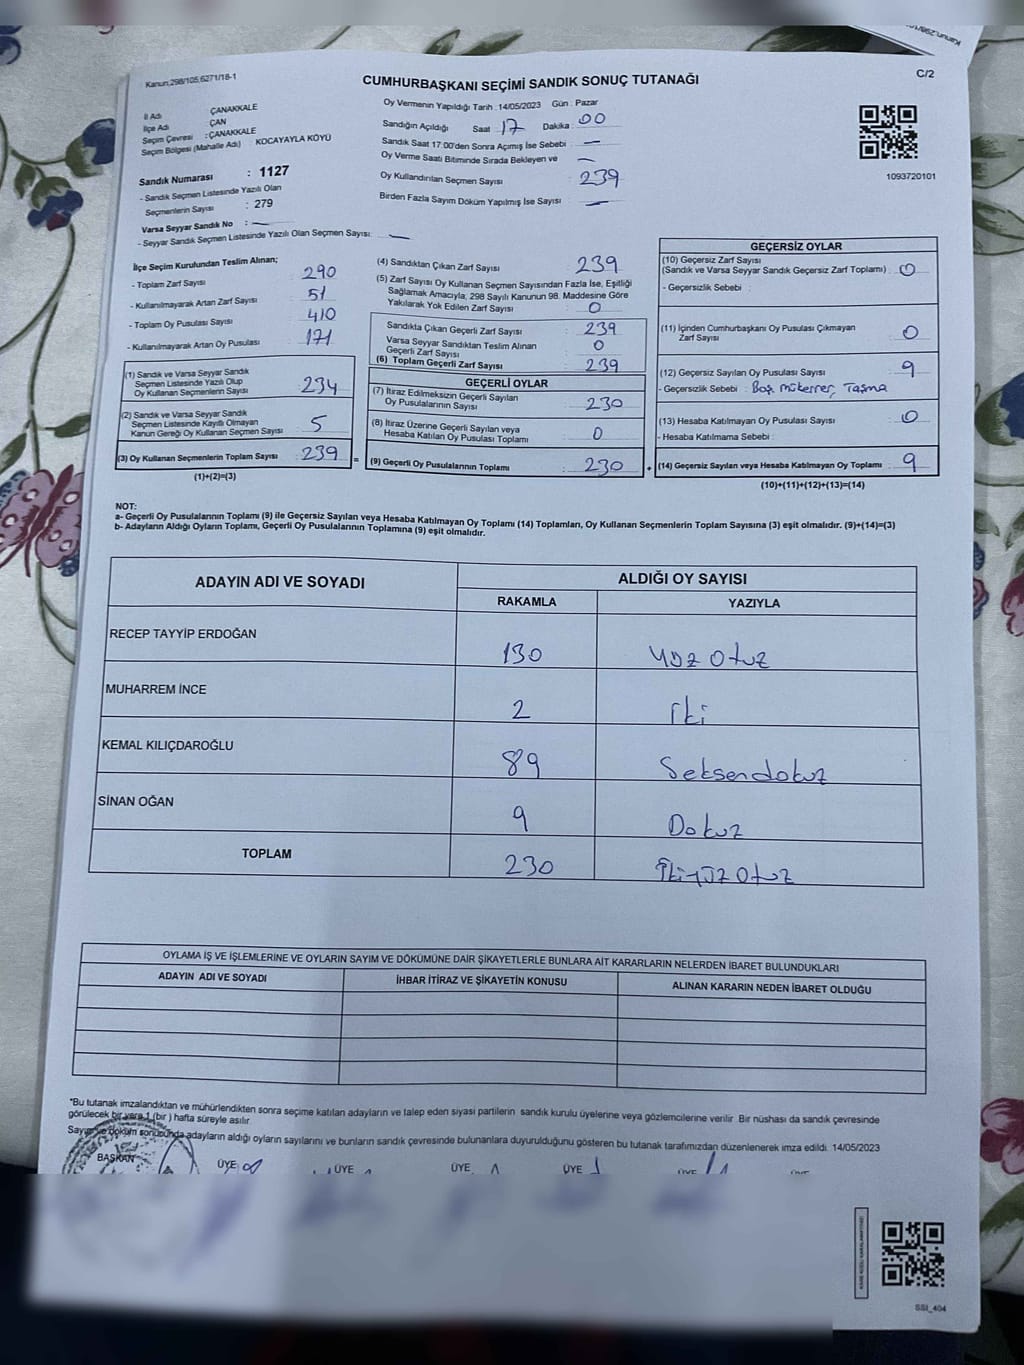 Kanun;298/105,6271/18-1
CUMHURBAŞKANI SEÇİMİ SANDIK SONUÇ TUTANAĞI
C/2
İl Adı ÇANAKKALE
İlçe Adı : ÇAN
Seçim Çevresi : ÇANAKKALE
Seçim Bölgesi (Mahalle Adı) KOCAYAYLA KÖYÜ
Sandık Numarası : 1127
- Sandık Seçmen Listesinde Yazılı Olan
Seçmenlerin Sayısı : 279
Varsa Seyyar Sandık No : —
- Seyyar Sandık Seçmen Listesinde Yazılı Olan Seçmen Sayısı: —
Oy Vermenin Yapıldığı Tarih : 14/05/2023 Gün : Pazar
Sandığın Açıldığı Saat 17 Dakika : 00
Sandık Saat 17:00'den Sonra Açımış İse Sebebi : —
Oy Verme Saati Bitiminde Sırada Bekleyen ve —
Oy Kullandırılan Seçmen Sayısı : 239
Birden Fazla Sayım Döküm Yapılmış İse Sayısı : —
1093720101
İlçe Seçim Kurulundan Teslim Alınan;
- Toplam Zarf Sayısı : 290
- Kullanılmayarak Artan Zarf Sayısı : 51
- Toplam Oy Pusulası Sayısı : 410
- Kullanılmayarak Artan Oy Pusulası : 171
(1) Sandık ve Varsa Seyyar Sandık
Seçmen Listesinde Yazılı Olup
Oy Kullanan Seçmenlerin Sayısı : 234
(2) Sandık ve Varsa Seyyar Sandık
Seçmen Listesinde Kayıtlı Olmayan
Kanun Gereği Oy Kullanan Seçmen Sayısı : 5
(3) Oy Kullanan Seçmenlerin Toplam Sayısı : 239 =
(1)+(2)=(3)
(4) Sandıktan Çıkan Zarf Sayısı : 239
(5) Zarf Sayısı Oy Kullanan Seçmen Sayısından Fazla İse, Eşitliği
Sağlamak Amacıyla, 298 Sayılı Kanunun 98. Maddesine Göre
Yakılarak Yok Edilen Zarf Sayısı : 0
Sandıkta Çıkan Geçerli Zarf Sayısı : 239
Varsa Seyyar Sandıktan Teslim Alınan
Geçerli Zarf Sayısı : 0
(6) Toplam Geçerli Zarf Sayısı : 239
GEÇERLİ OYLAR
(7) İtiraz Edilmeksizin Geçerli Sayılan
Oy Pusulalarının Sayısı : 230
(8) İtiraz Üzerine Geçerli Sayılan veya
Hesaba Katılan Oy Pusulası Toplamı : 0
(9) Geçerli Oy Pusulalarının Toplamı : 230 +
GEÇERSİZ OYLAR
(10) Geçersiz Zarf Sayısı
(Sandık ve Varsa Seyyar Sandık Geçersiz Zarf Toplamı) : 0
- Geçersizlik Sebebi :
(11) İçinden Cumhurbaşkanı Oy Pusulası Çıkmayan
Zarf Sayısı : 0
(12) Geçersiz Sayılan Oy Pusulası Sayısı : 9
- Geçersizlik Sebebi : Boş, mükerrer, Taşma
(13) Hesaba Katılmayan Oy Pusulası Sayısı : 0
- Hesaba Katılmama Sebebi :
(14) Geçersiz Sayılan veya Hesaba Katılmayan Oy Toplamı : 9
(10)+(11)+(12)+(13)=(14)
NOT:
a- Geçerli Oy Pusulalarının Toplamı (9) ile Geçersiz Sayılan veya Hesaba Katılmayan Oy Toplamı (14) Toplamları, Oy Kullanan Seçmenlerin Toplam Sayısına (3) eşit olmalıdır. (9)+(14)=(3)
b- Adayların Aldığı Oyların Toplamı, Geçerli Oy Pusulalarının Toplamına (9) eşit olmalıdır.
ADAYIN ADI VE SOYADI ALDIĞI OY SAYISI
RAKAMLA YAZIYLA
RECEP TAYYİP ERDOĞAN 130 yüz Otuz
MUHARREM İNCE 2 İki
KEMAL KILIÇDAROĞLU 89 Seksendokuz
SİNAN OĞAN 9 Dokuz
TOPLAM 230 İkiyüz Otuz
OYLAMA İŞ VE İŞLEMLERİNE VE OYLARIN SAYIM VE DÖKÜMÜNE DAİR ŞİKAYETLERLE BUNLARA AİT KARARLARIN NELERDEN İBARET BULUNDUKLARI
ADAYIN ADI VE SOYADI İHBAR İTİRAZ VE ŞİKAYETİN KONUSU ALINAN KARARIN NEDEN İBARET OLDUĞU
*Bu tutanak imzalandıktan ve mühürlendikten sonra seçime katılan adayların ve talep eden siyasi partilerin sandık kurulu üyelerine veya gözlemcilerine verilir. Bir nüshası da sandık çevresinde
görülecek bir yere 1 (bir ) hafta süreyle asılır.
Sayım ve döküm sonucunda adayların aldığı oyların sayılarını ve bunların sandık çevresinde bulunanlara duyurulduğunu gösteren bu tutanak tarafımızdan düzenlenerek imza edildi. 14/05/2023
BAŞKAN ÜYE ÜYE ÜYE ÜYE ÜYE ÜYE
SSI_404